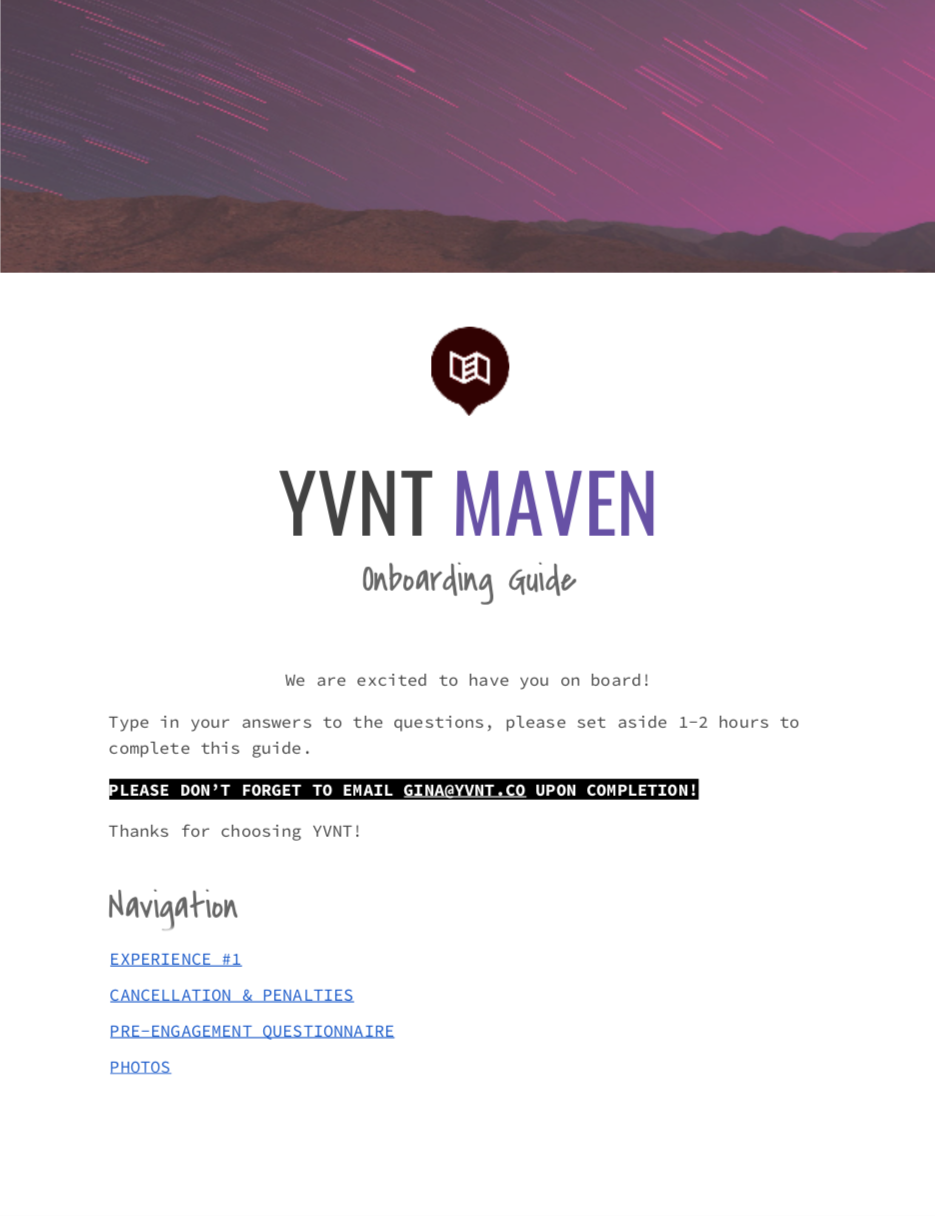 YVNT MAVEN
Onboarding Guide
We are excited to have you on board!
Type in your answers to the questions, please set aside 1-2 hours to
complete this guide.
PLEASE DON’T FORGET TO EMAIL GINA@YVNT.CO UPON COMPLETION!
Thanks for choosing YVNT!
Navigation
EXPERIENCE #1
CANCELLATION & PENALTIES
PRE-ENGAGEMENT QUESTIONNAIRE
PHOTOS